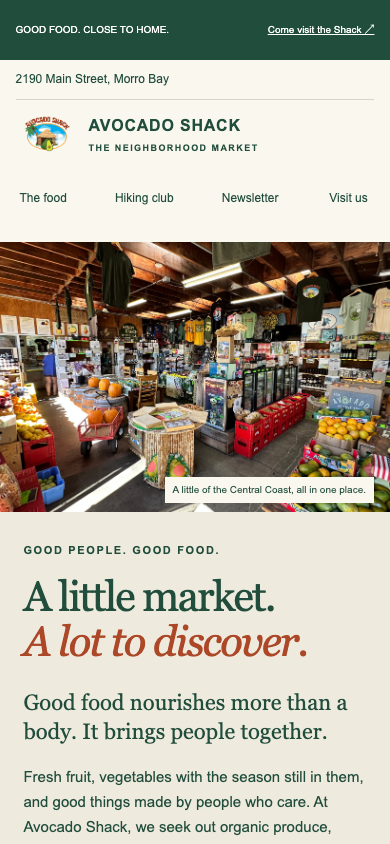 GOOD FOOD. CLOSE TO HOME.
Come visit the Shack ↗
2190 Main Street, Morro Bay
AVOCADO SHACK
AVOCADO SHACK
THE NEIGHBORHOOD MARKET
The food
Hiking club
Newsletter
Visit us
A little of the Central Coast, all in one place.
GOOD PEOPLE. GOOD FOOD.
A little market.
A lot to discover.
Good food nourishes more than a
body. It brings people together.
Fresh fruit, vegetables with the season still in them,
and good things made by people who care. At
Avocado Shack, we seek out organic produce,